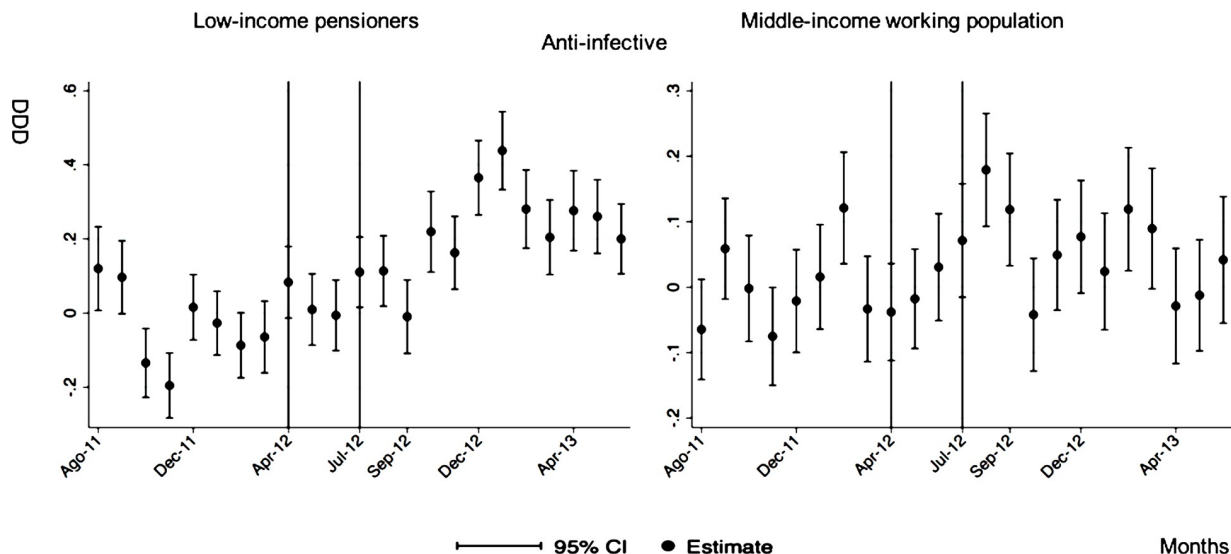 Low-income pensioners
Middle-income working population
Anti-infective
DDD
.6
.4
.2
0
-.2
Ago-11
Dec-11
Apr-12
Jul-12
Sep-12
Dec-12
Apr-13
.3
.2
.1
0
-.1
-.2
Ago-11
Dec-11
Apr-12
Jul-12
Sep-12
Dec-12
Apr-13
95% CI
Estimate
Months